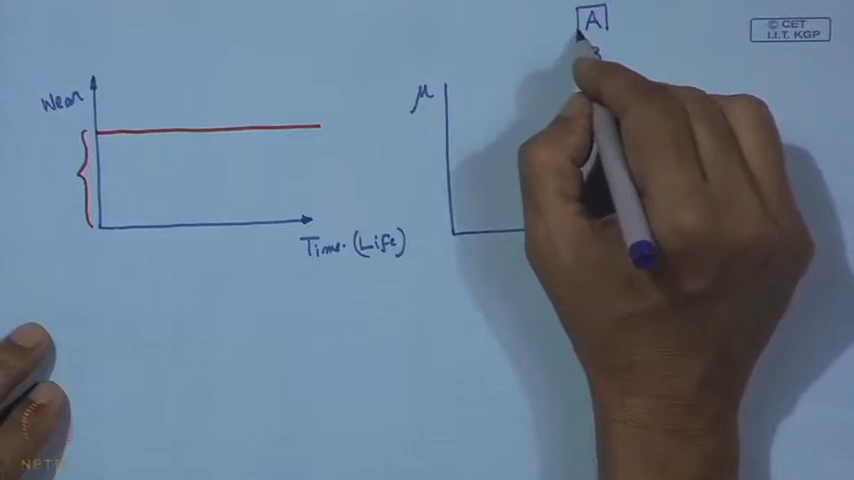 A
© CET
I.I.T. KGP
Wear
μ
Time. (Life)
NPTEL